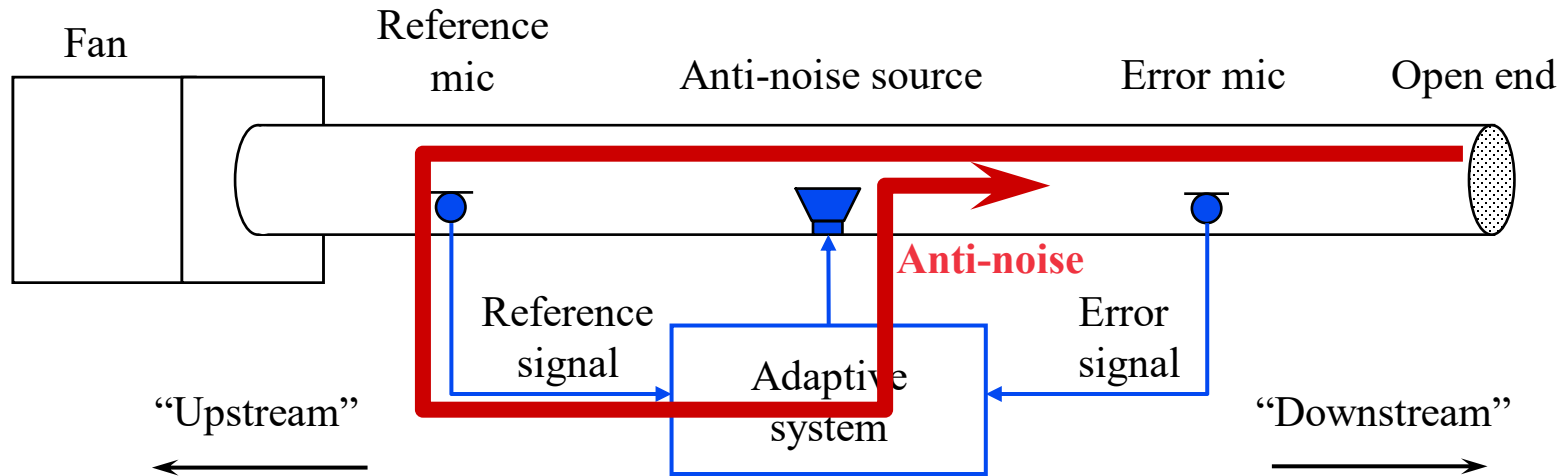 Fan
Reference
mic
Anti-noise source
Error mic
Open end
Anti-noise
Reference
signal
Error
signal
Adaptive
system
“Upstream”
“Downstream”